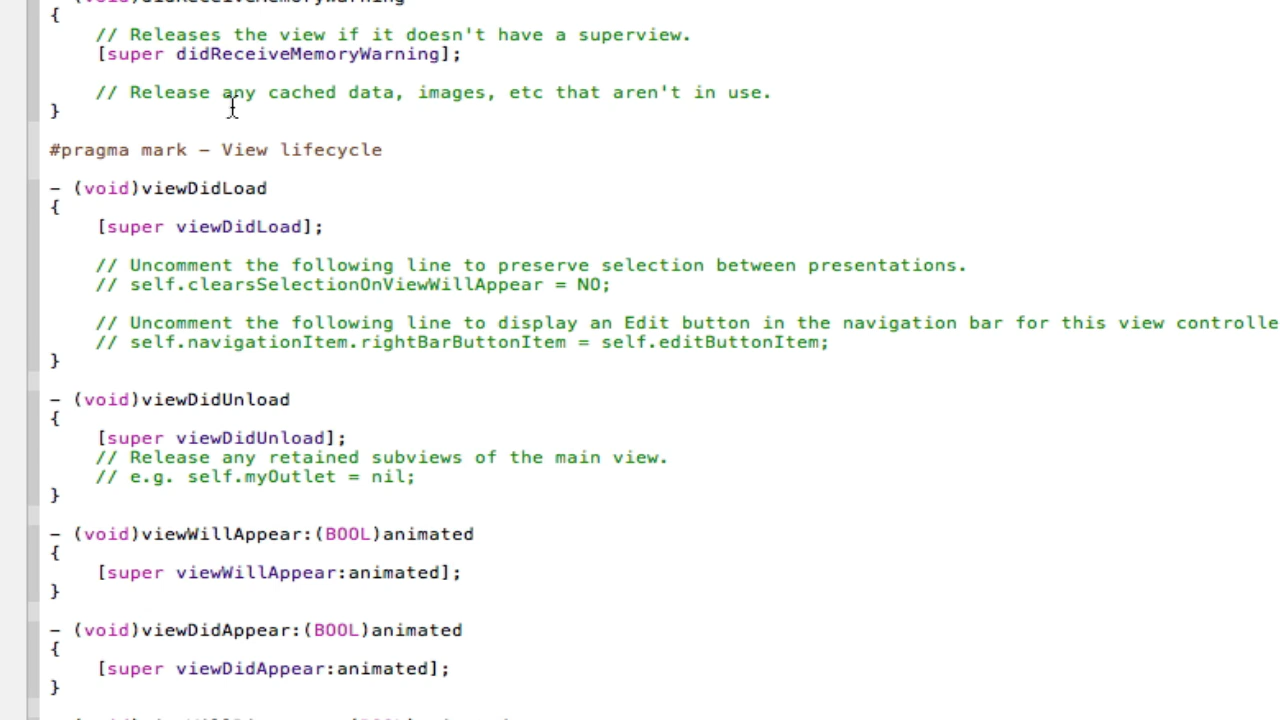 {
// Releases the view if it doesn't have a superview.
[super didReceiveMemoryWarning];
// Release any cached data, images, etc that aren't in use.
}
#pragma mark - View lifecycle
- (void)viewDidLoad
{
[super viewDidLoad];
// Uncomment the following line to preserve selection between presentations.
// self.clearsSelectionOnViewWillAppear = NO;
// Uncomment the following line to display an Edit button in the navigation bar for this view controlle
// self.navigationItem.rightBarButtonItem = self.editButtonItem;
}
- (void)viewDidUnload
{
[super viewDidUnload];
// Release any retained subviews of the main view.
// e.g. self.myOutlet = nil;
}
- (void)viewWillAppear:(BOOL)animated
{
[super viewWillAppear:animated];
}
- (void)viewDidAppear:(BOOL)animated
{
[super viewDidAppear:animated];
}